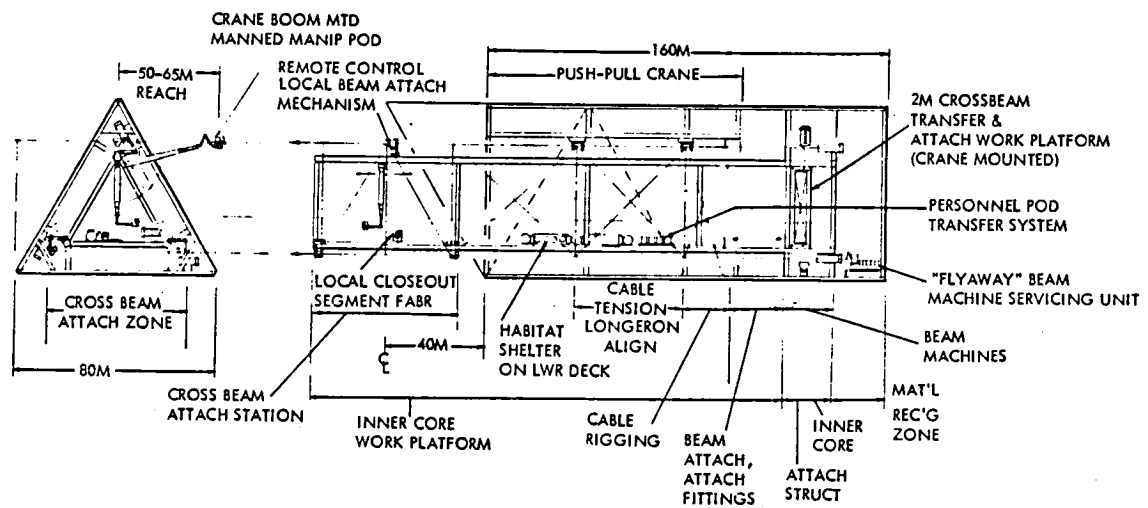 CRANE BOOM MTD
MANNED MANIP POD
50-65M
REACH
REMOTE CONTROL
LOCAL BEAM ATTACH
MECHANISM
160M
PUSH-PULL CRANE
2M CROSSBEAM
TRANSFER &
ATTACH WORK PLATFORM
(CRANE MOUNTED)
PERSONNEL POD
TRANSFER SYSTEM
"FLYAWAY" BEAM
MACHINE SERVICING UNIT
BEAM
MACHINES
MAT'L
REC'G
ZONE
CROSS BEAM
ATTACH ZONE
80M
LOCAL CLOSEOUT
SEGMENT FABR
40M
℄
CROSS BEAM
ATTACH STATION
HABITAT
SHELTER
ON LWR DECK
CABLE
TENSION
LONGERON
ALIGN
INNER CORE
WORK PLATFORM
CABLE
RIGGING
BEAM
ATTACH,
ATTACH
FITTINGS
INNER
CORE
ATTACH
STRUCT